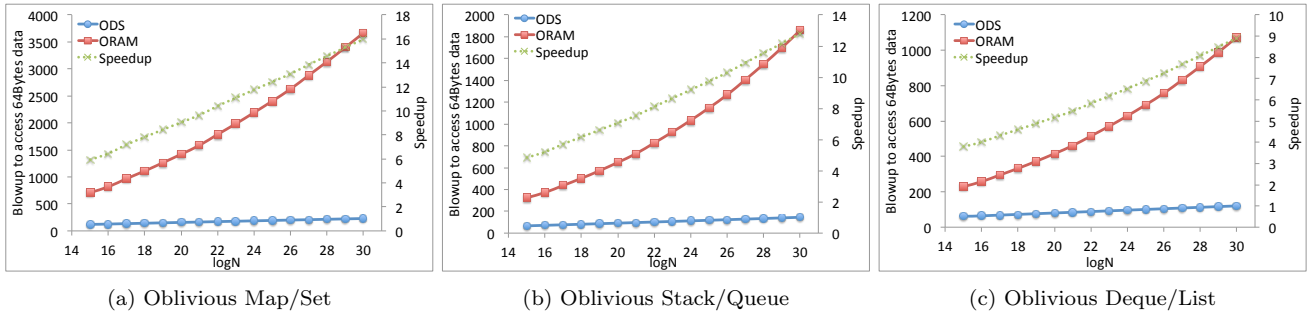 4000
3500
3000
2500
2000
1500
1000
500
0
Blowup to access 64Bytes data
ODS
ORAM
Speedup
18
16
14
12
10
8
6
4
2
0
Speedup
14 16 18 20 22 24 26 28 30
logN
(a) Oblivious Map/Set
2000
1800
1600
1400
1200
1000
800
600
400
200
0
Blowup to access 64Bytes data
ODS
ORAM
Speedup
14
12
10
8
6
4
2
0
Speedup
14 16 18 20 22 24 26 28 30
logN
(b) Oblivious Stack/Queue
1200
1000
800
600
400
200
0
Blowup to access 64Bytes data
ODS
ORAM
Speedup
10
9
8
7
6
5
4
3
2
1
0
Speedup
14 16 18 20 22 24 26 28 30
logN
(c) Oblivious Deque/List